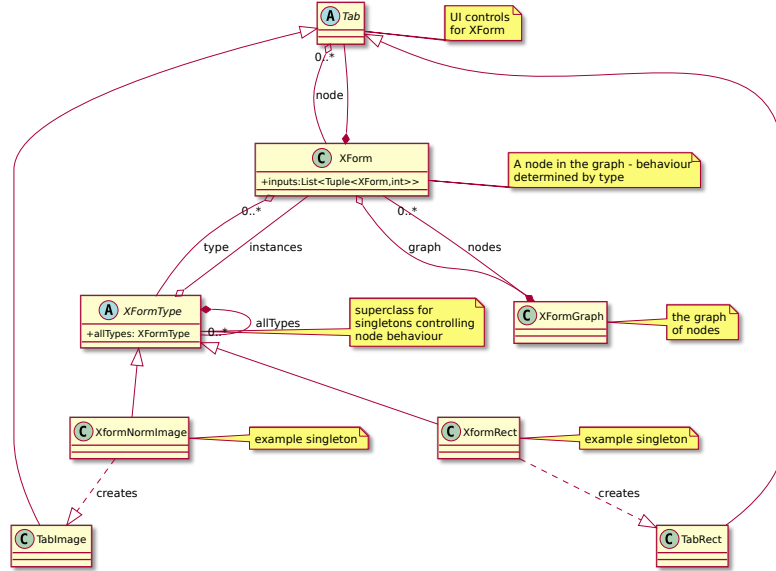 A Tab
UI controls
for XForm
0..*
node
C XForm
+inputs:List<Tuple<XForm,int>>
A node in the graph - behaviour
determined by type
0..*
0..*
type
instances
graph
nodes
A XFormType
+allTypes: XFormType
allTypes
0..*
superclass for
singletons controlling
node behaviour
C XFormGraph
the graph
of nodes
C XformNormImage
example singleton
C XformRect
example singleton
creates
creates
C TabImage
C TabRect